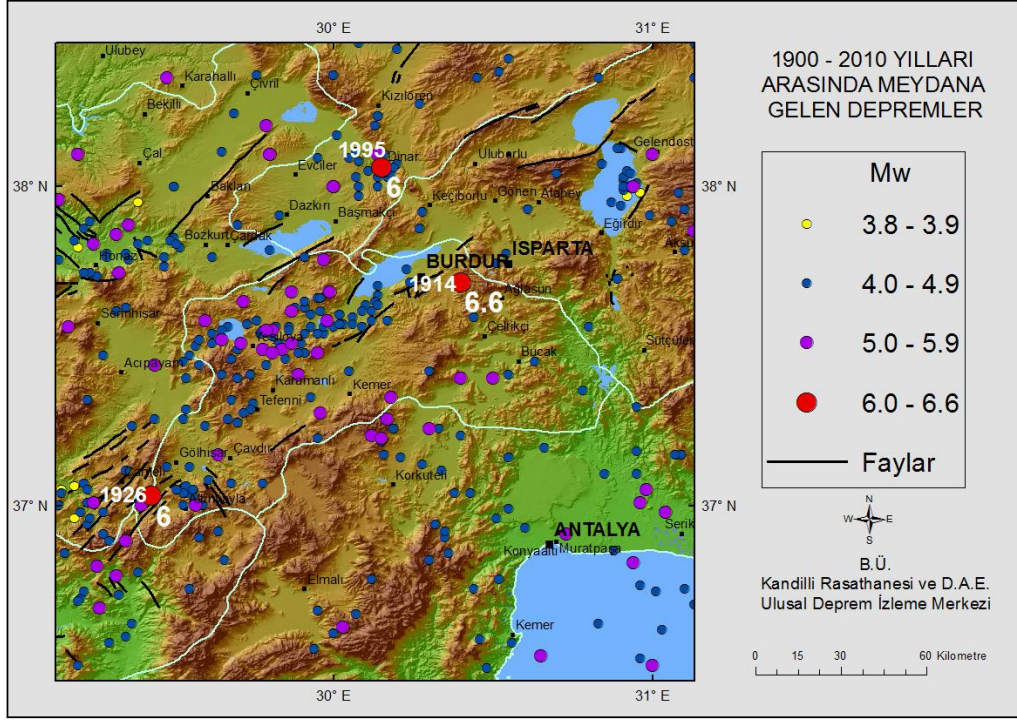 30° E
31° E
Ulubey
Karahallı
Çivril
Bekilli
Kızılören
Çal
1995
Dinar
6
Evciler
Uluborlu
Gelendost
38° N
38° N
Baklan
Dazkırı
Başmakçı
Keçiborlu
Gönen
Atabey
Eğirdir
Bozkurt
Çardak
Honaz
BURDUR
ISPARTA
1914
6.6
Ağlasun
Serinhisar
Çeltikçi
Yeşilova
Sütçüler
Acıpayam
Bucak
Karamanlı
Kemer
Tefenni
Gölhisar
Çavdır
Korkuteli
1926
6
Altınyayla
37° N
37° N
ANTALYA
Konyaaltı
Muratpaşa
Serik
Elmalı
Kemer
30° E
31° E
1900 - 2010 YILLARI
ARASINDA MEYDANA
GELEN DEPREMLER
Mw
3.8 - 3.9
4.0 - 4.9
5.0 - 5.9
6.0 - 6.6
Faylar
N
W E
S
B.Ü.
Kandilli Rasathanesi ve D.A.E.
Ulusal Deprem İzleme Merkezi
0 15 30 60 Kilometre